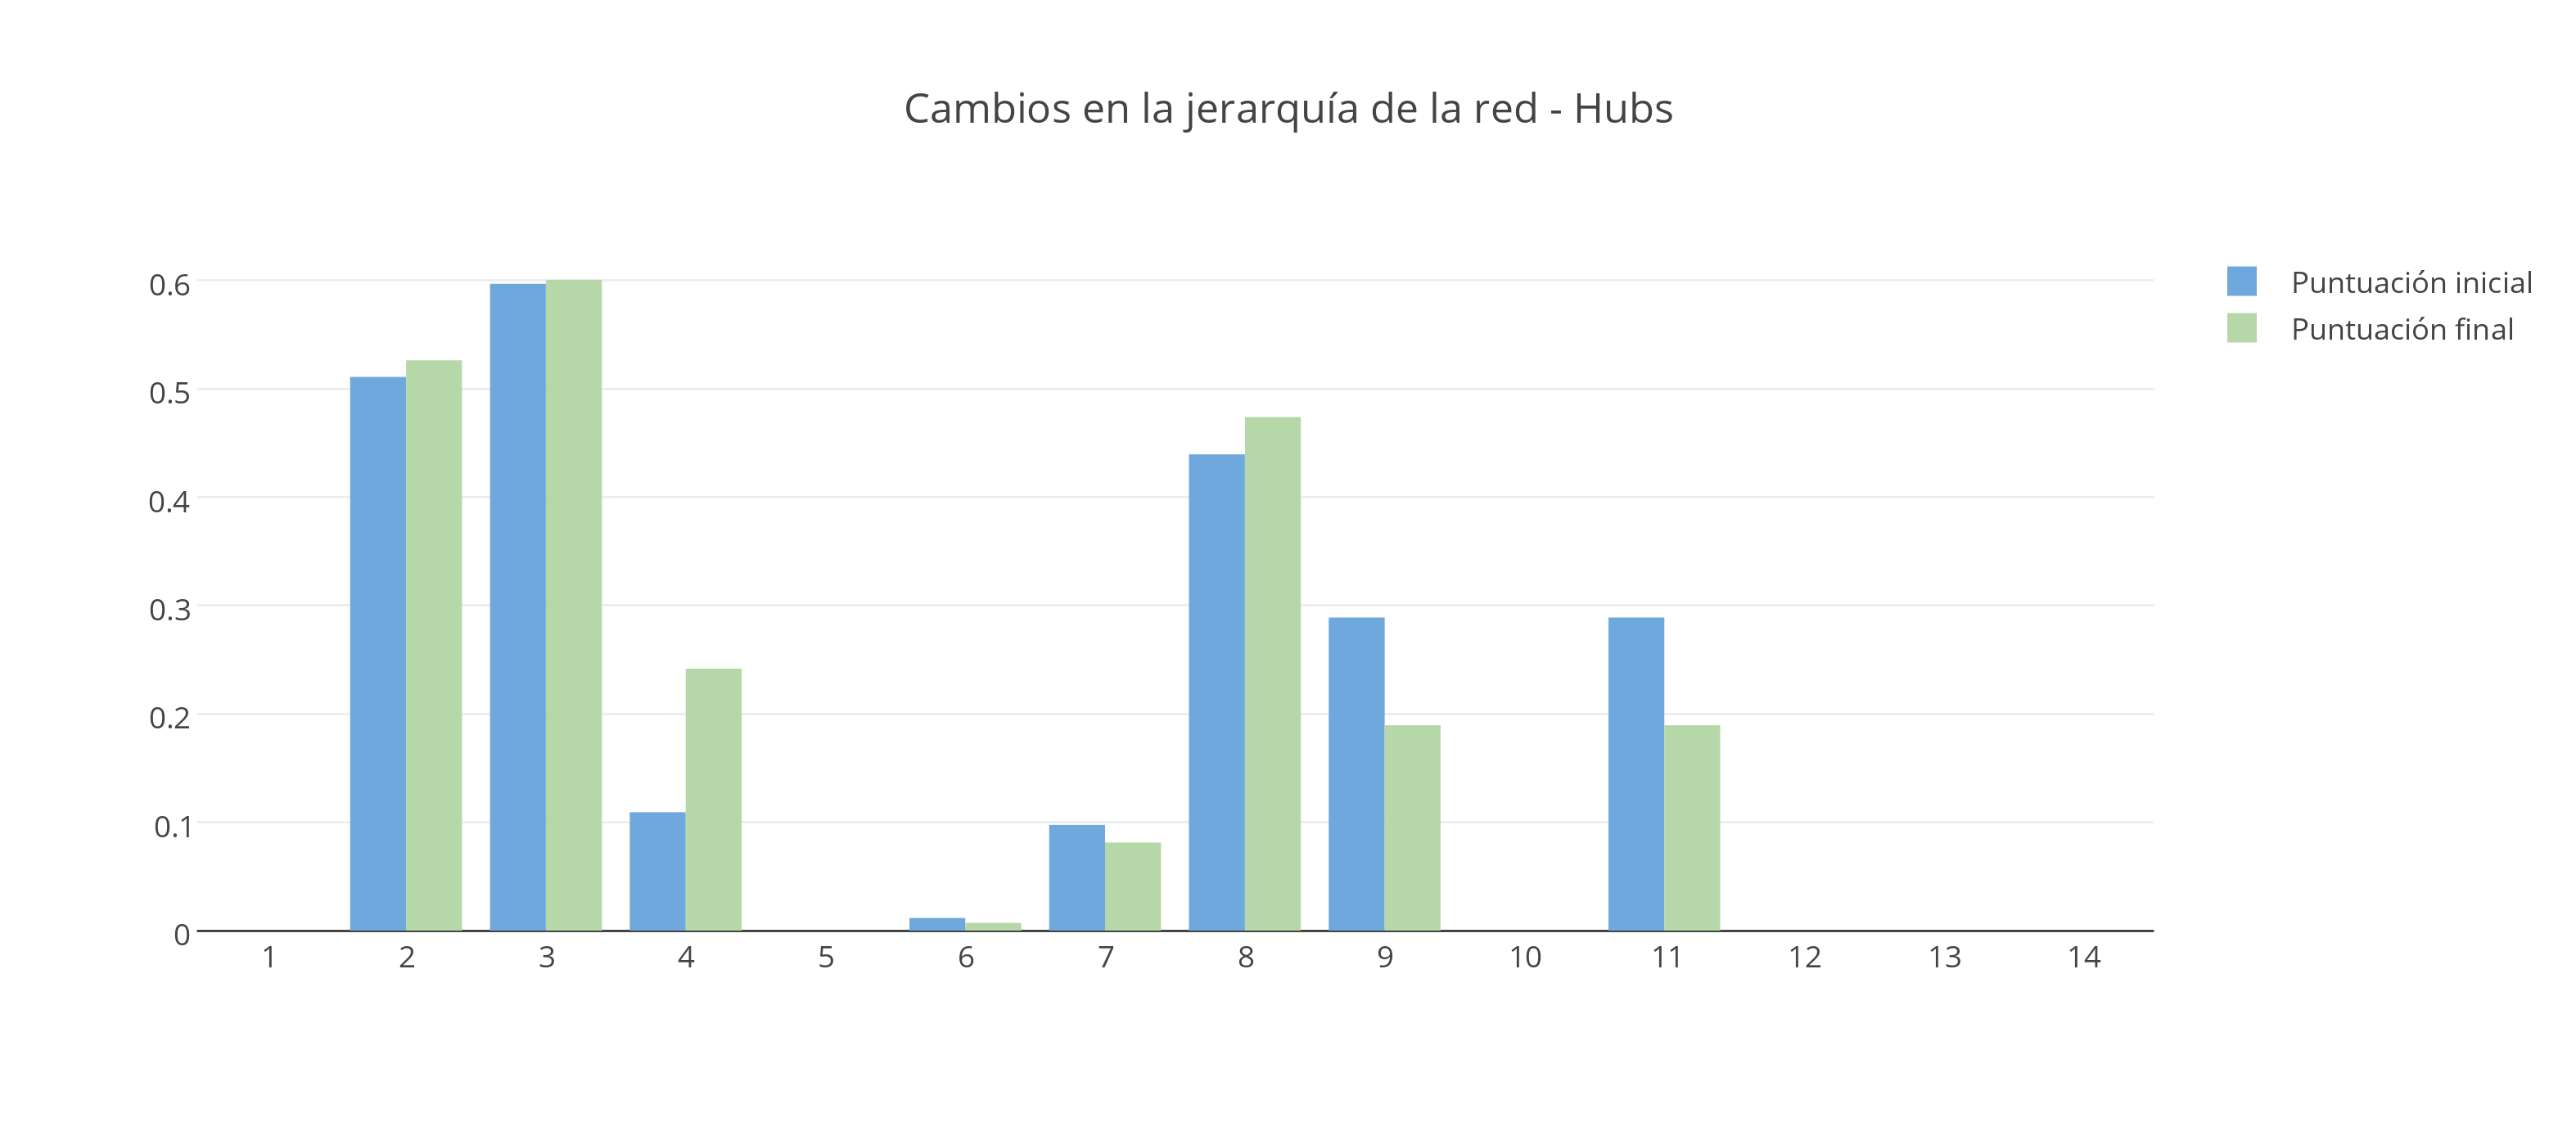 Cambios en la jerarquía de la red - Hubs
Puntuación inicial
Puntuación final
0.6
0.5
0.4
0.3
0.2
0.1
0
1 2 3 4 5 6 7 8 9 10 11 12 13 14